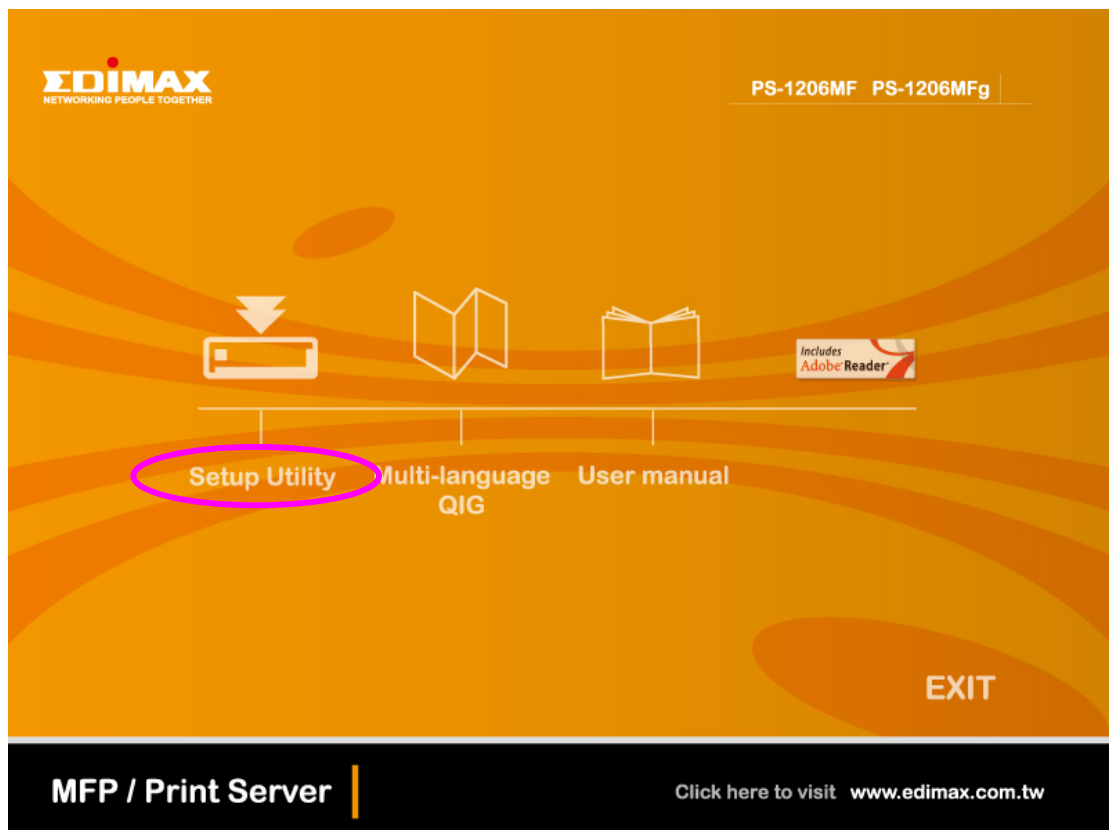 EDIMAX
NETWORKING PEOPLE TOGETHER
PS-1206MF PS-1206MFg
Includes
Adobe Reader
Setup Utility
Multi-language
QIG
User manual
EXIT
MFP / Print Server
Click here to visit www.edimax.com.tw